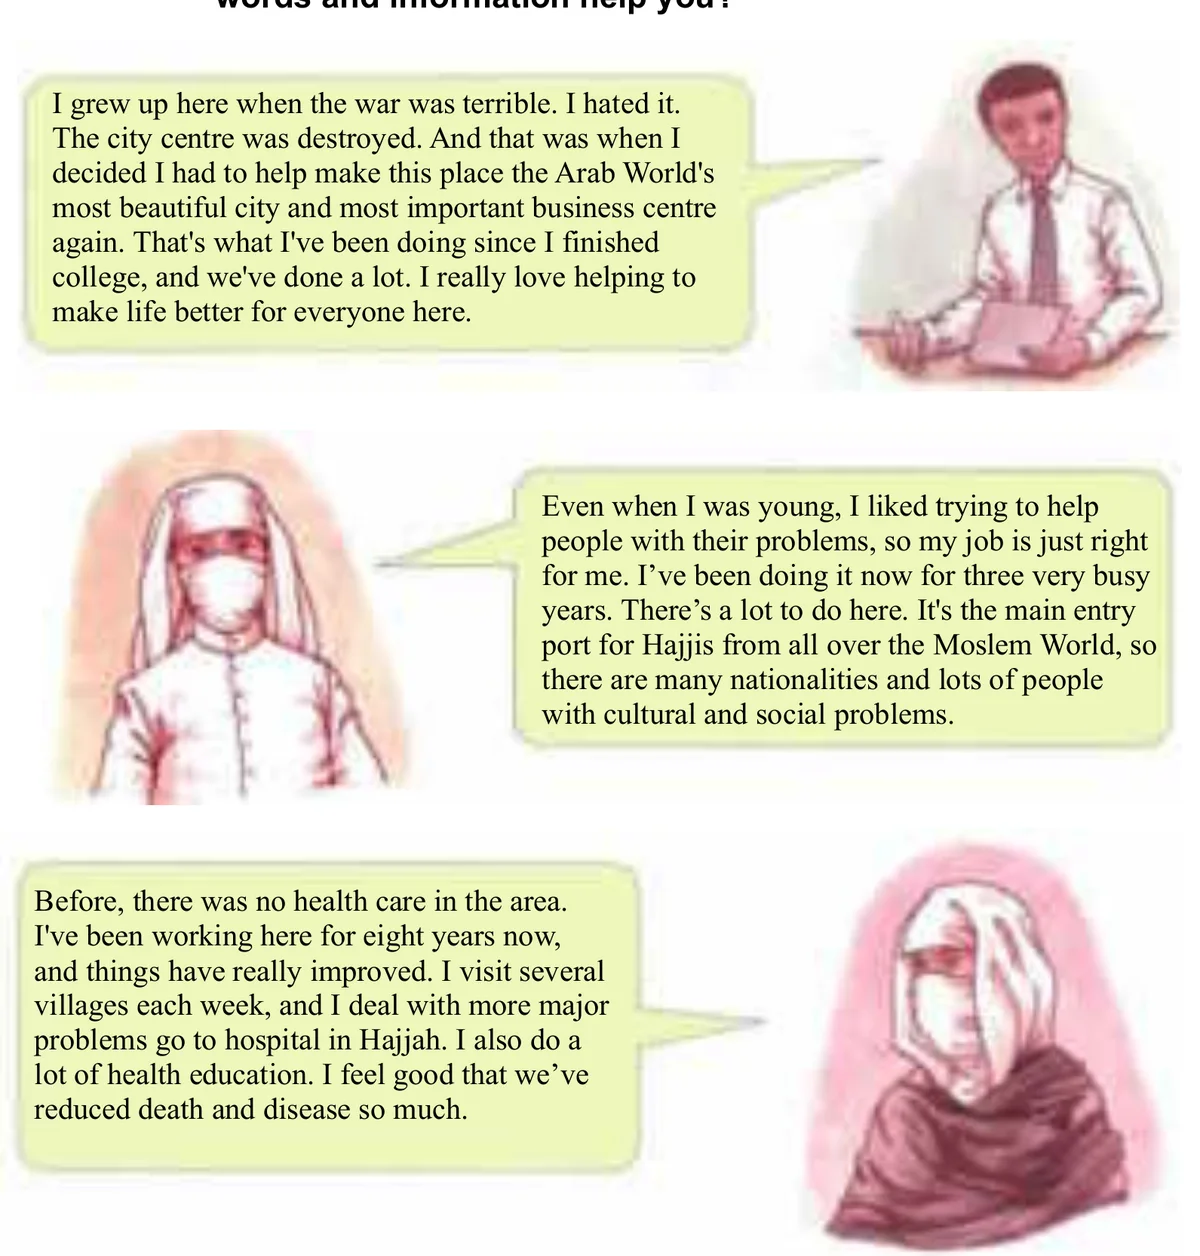 words and information help you?
I grew up here when the war was terrible. I hated it.
The city centre was destroyed. And that was when I
decided I had to help make this place the Arab World's
most beautiful city and most important business centre
again. That's what I've been doing since I finished
college, and we've done a lot. I really love helping to
make life better for everyone here.
Even when I was young, I liked trying to help
people with their problems, so my job is just right
for me. I’ve been doing it now for three very busy
years. There’s a lot to do here. It's the main entry
port for Hajjis from all over the Moslem World, so
there are many nationalities and lots of people
with cultural and social problems.
Before, there was no health care in the area.
I've been working here for eight years now,
and things have really improved. I visit several
villages each week, and I deal with more major
problems go to hospital in Hajjah. I also do a
lot of health education. I feel good that we’ve
reduced death and disease so much.